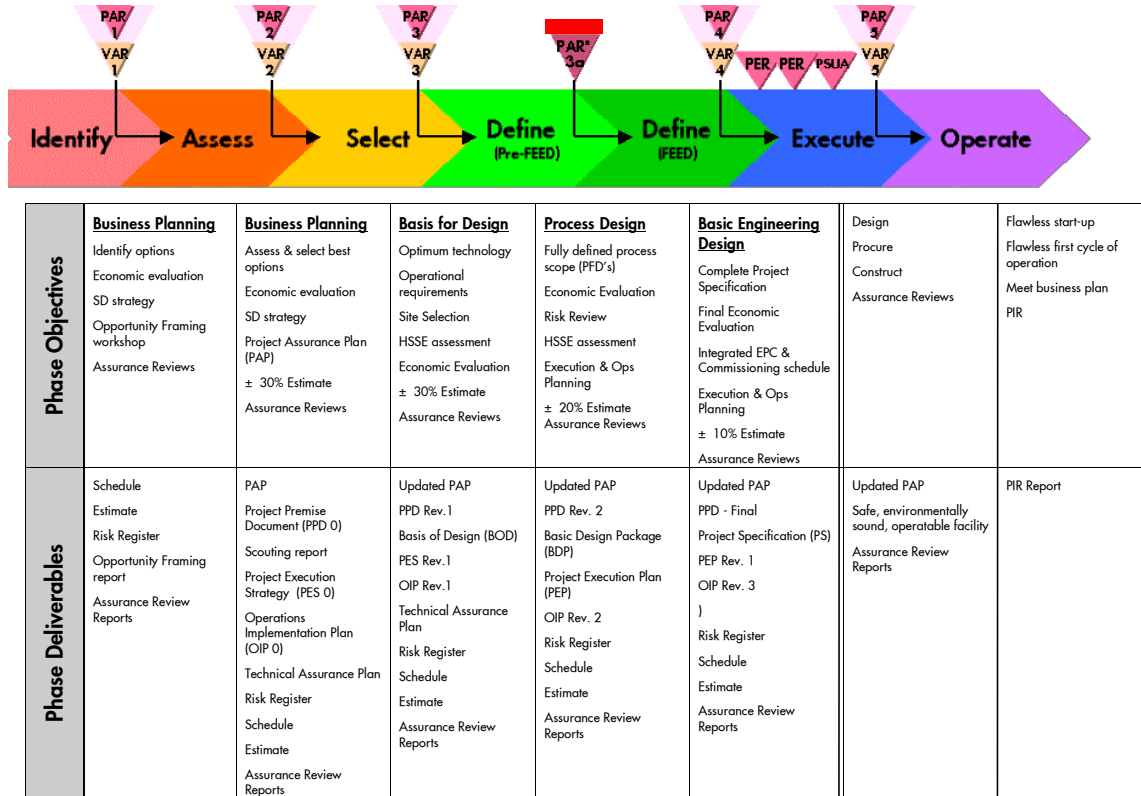 PAR
1
VAR
1
PAR
2
VAR
2
PAR
3
VAR
3
PAR*
3a
PAR
4
VAR
4
PER
PER
PSUA
PAR
5
VAR
5
Identify
Assess
Select
Define
(Pre-FEED)
Define
(FEED)
Execute
Operate
Phase Objectives
Business Planning
Identify options
Economic evaluation
SD strategy
Opportunity Framing
workshop
Assurance Reviews
Business Planning
Assess & select best
options
Economic evaluation
SD strategy
Project Assurance Plan
(PAP)
± 30% Estimate
Assurance Reviews
Basis for Design
Optimum technology
Operational
requirements
Site Selection
HSSE assessment
Economic Evaluation
± 30% Estimate
Assurance Reviews
Process Design
Fully defined process
scope (PFD's)
Economic Evaluation
Risk Review
HSSE assessment
Execution & Ops
Planning
± 20% Estimate
Assurance Reviews
Basic Engineering
Design
Complete Project
Specification
Final Economic
Evaluation
Integrated EPC &
Commissioning schedule
Execution & Ops
Planning
± 10% Estimate
Assurance Reviews
Design
Procure
Construct
Assurance Reviews
Flawless start-up
Flawless first cycle of
operation
Meet business plan
PIR
Phase Deliverables
Schedule
Estimate
Risk Register
Opportunity Framing
report
Assurance Review
Reports
PAP
Project Premise
Document (PPD 0)
Scouting report
Project Execution
Strategy (PES 0)
Operations
Implementation Plan
(OIP 0)
Technical Assurance Plan
Risk Register
Schedule
Estimate
Assurance Review
Reports
Updated PAP
PPD Rev.1
Basis of Design (BOD)
PES Rev.1
OIP Rev.1
Technical Assurance
Plan
Risk Register
Schedule
Estimate
Assurance Review
Reports
Updated PAP
PPD Rev. 2
Basic Design Package
(BDP)
Project Execution Plan
(PEP)
OIP Rev. 2
Risk Register
Schedule
Estimate
Assurance Review
Reports
Updated PAP
PPD - Final
Project Specification (PS)
PEP Rev. 1
OIP Rev. 3
)
Risk Register
Schedule
Estimate
Assurance Review
Reports
Updated PAP
Safe, environmentally
sound, operatable facility
Assurance Review
Reports
PIR Report